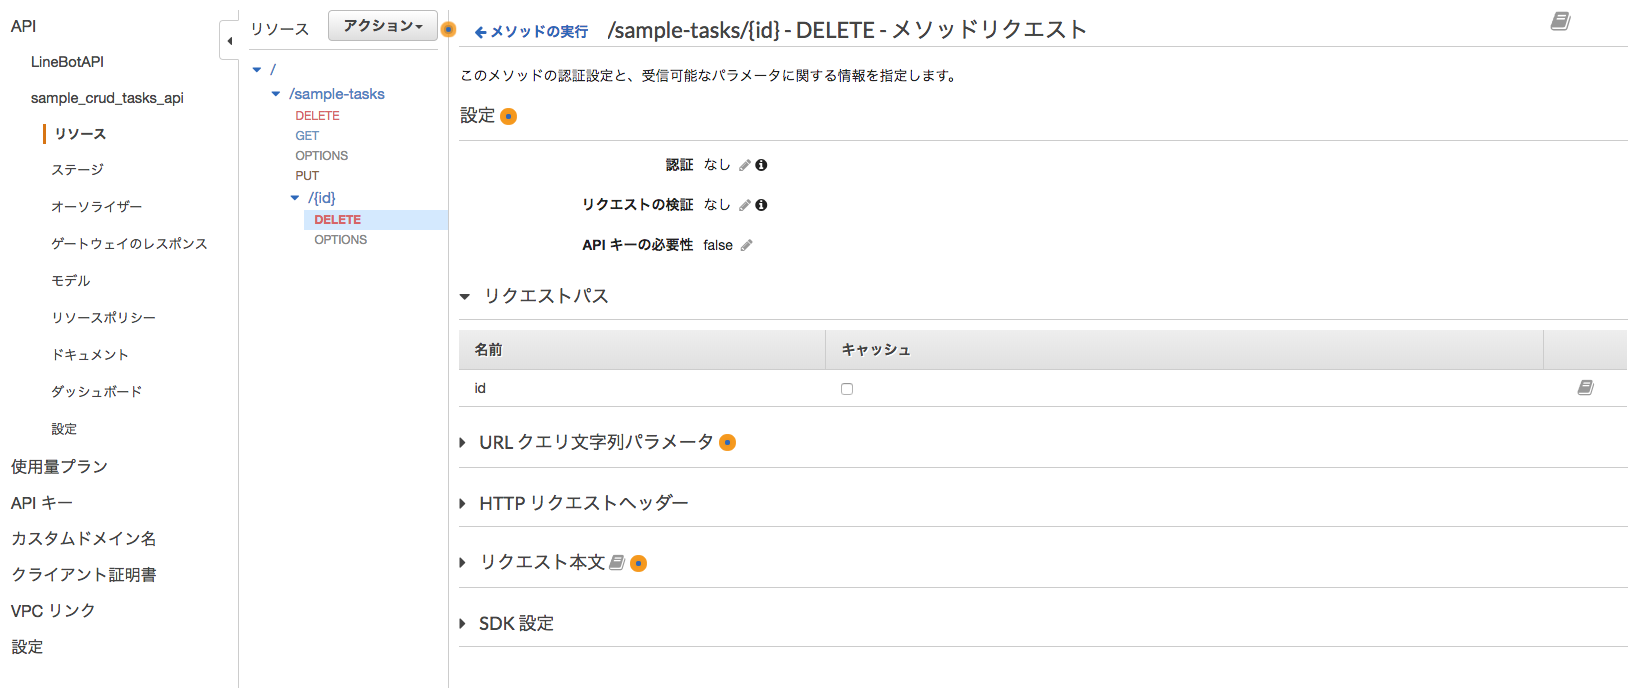 API
LineBotAPI
sample_crud_tasks_api
リソース
ステージ
オーソライザー
ゲートウェイのレスポンス
モデル
リソースポリシー
ドキュメント
ダッシュボード
設定
使用量プラン
API キー
カスタムドメイン名
クライアント証明書
VPC リンク
設定
リソース
アクション
/
/sample-tasks
DELETE
GET
OPTIONS
PUT
/{id}
DELETE
OPTIONS
メソッドの実行 /sample-tasks/{id} - DELETE - メソッドリクエスト
このメソッドの認証設定と、受信可能なパラメータに関する情報を指定します。
設定
認証 なし
リクエストの検証 なし
API キーの必要性 false
リクエストパス
名前 キャッシュ
id
URL クエリ文字列パラメータ
HTTP リクエストヘッダー
リクエスト本文
SDK 設定